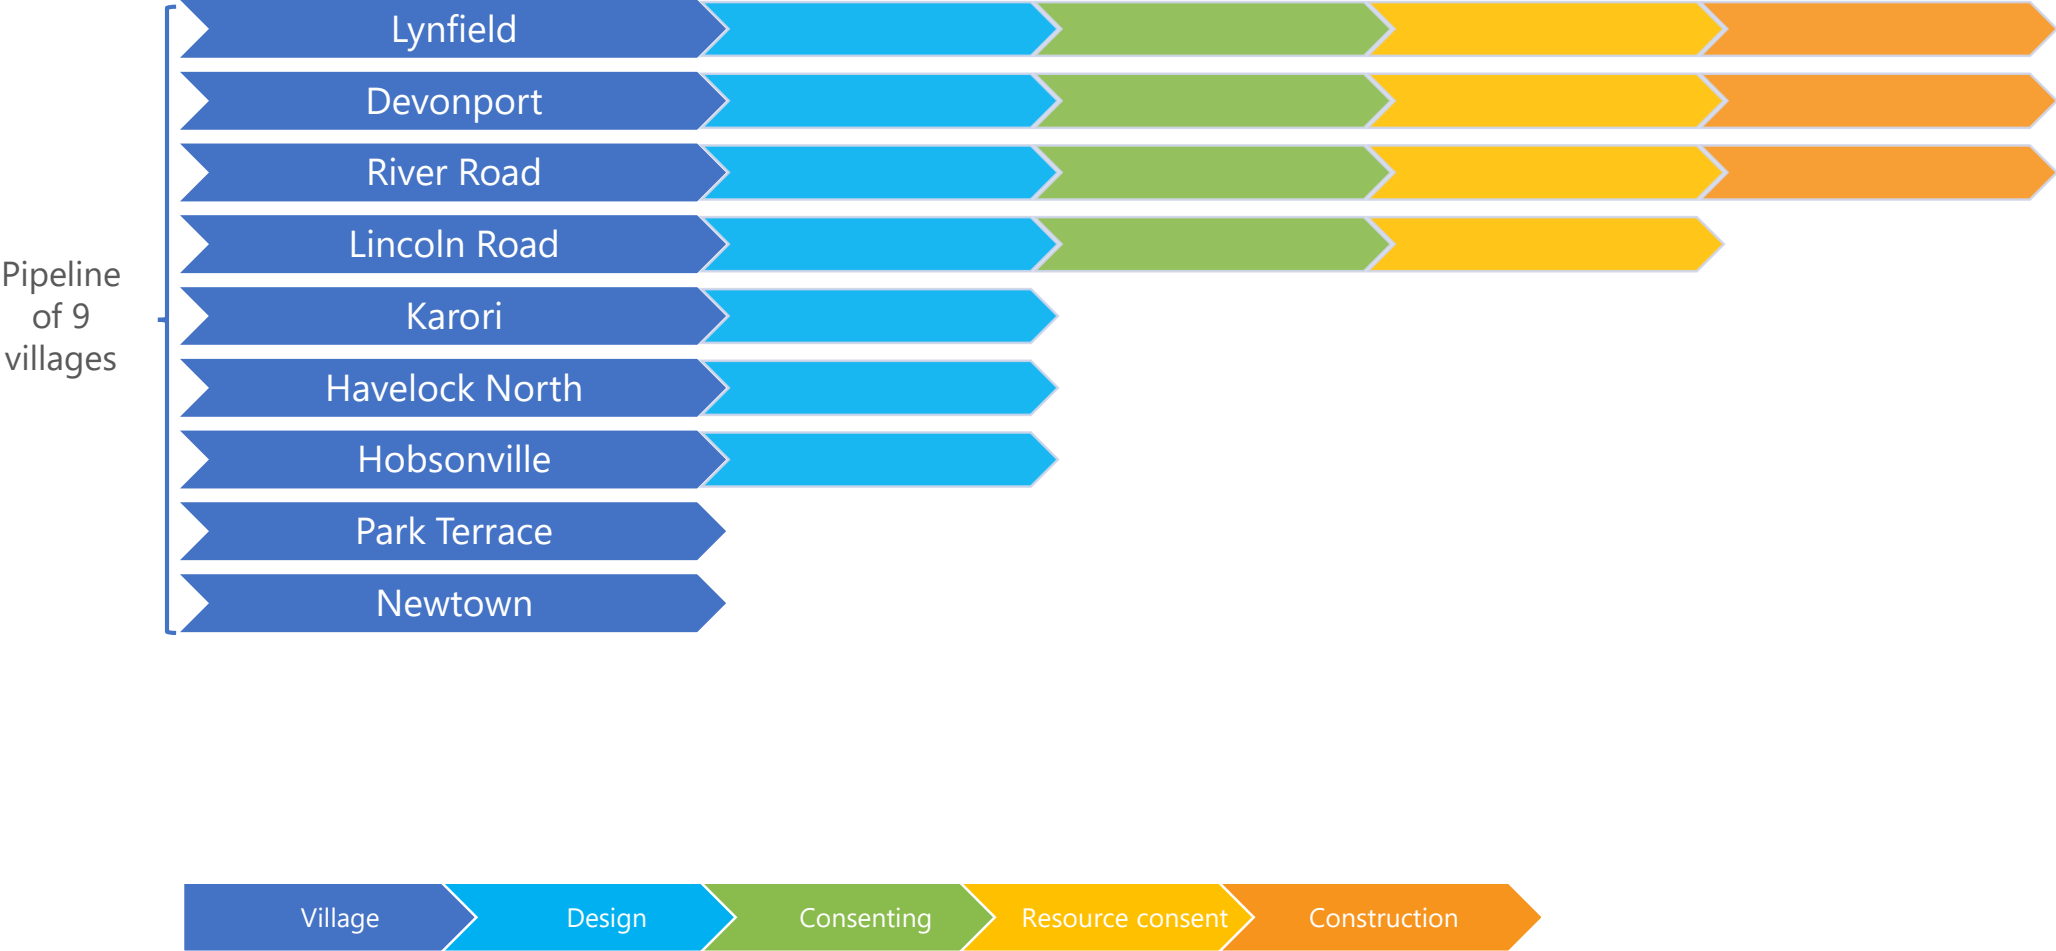 Lynfield
Devonport
River Road
Lincoln Road
Karori
Havelock North
Hobsonville
Park Terrace
Newtown
Pipeline
of 9
villages
Village
Design
Consenting
Resource consent
Construction